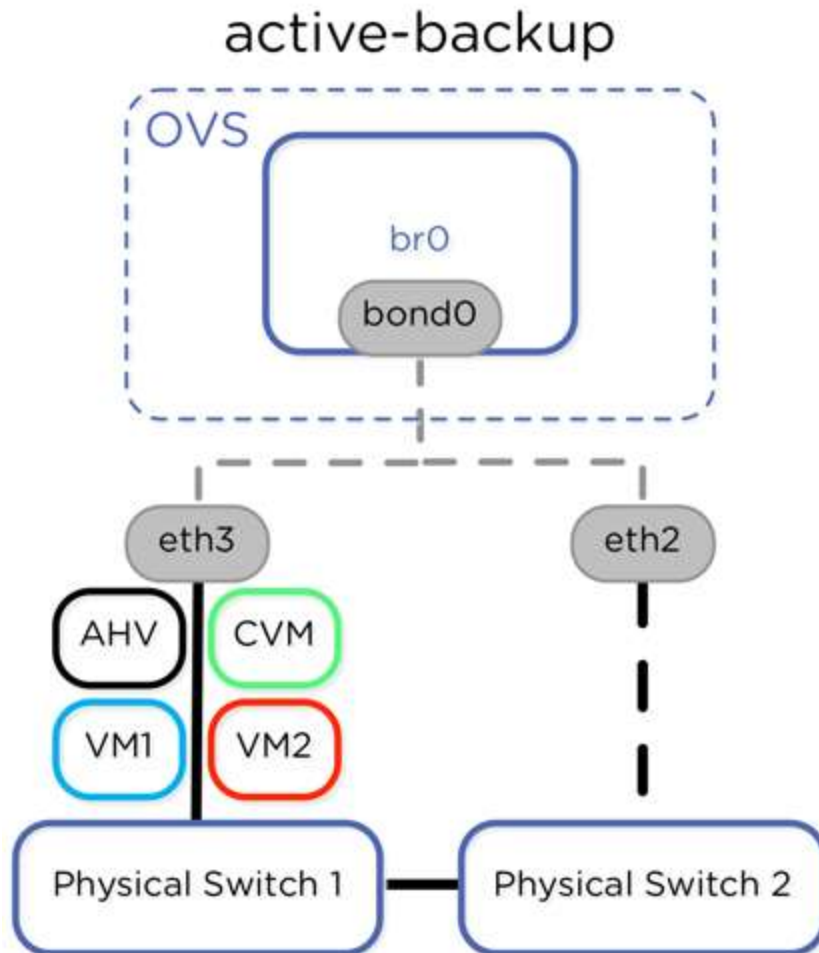 active-backup
OVS
br0
bond0
eth3
eth2
AHV
CVM
VM1
VM2
Physical Switch 1
Physical Switch 2